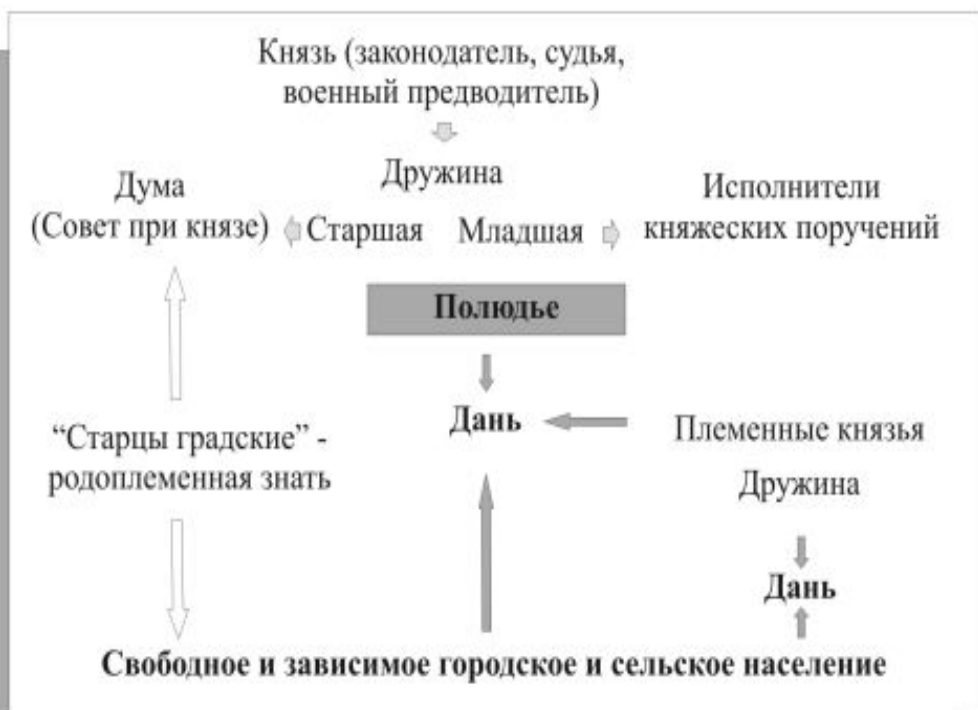 Князь (законодатель, судья,
военный предводитель)
Дружина
Дума
(Совет при князе)
Старшая
Младшая
Исполнители
княжеских поручений
Полюдье
Дань
“Старцы градские” -
родоплеменная знать
Племенные князья
Дружина
Дань
Свободное и зависимое городское и сельское население